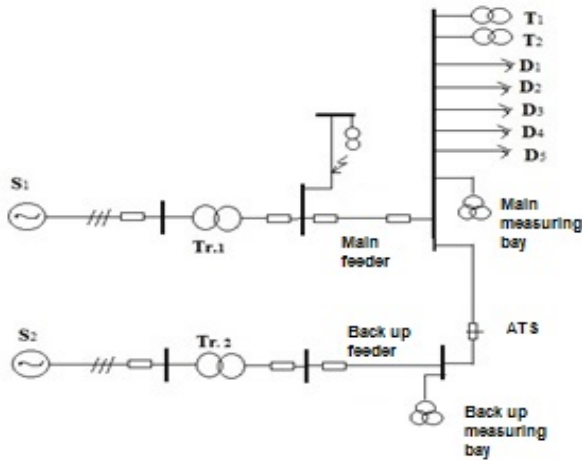 T1
T2
D1
D2
D3
D4
D5
S1
Tr.1
Main
feeder
Main
measuring
bay
S2
Tr. 2
Back up
feeder
ATS
Back up
measuring
bay